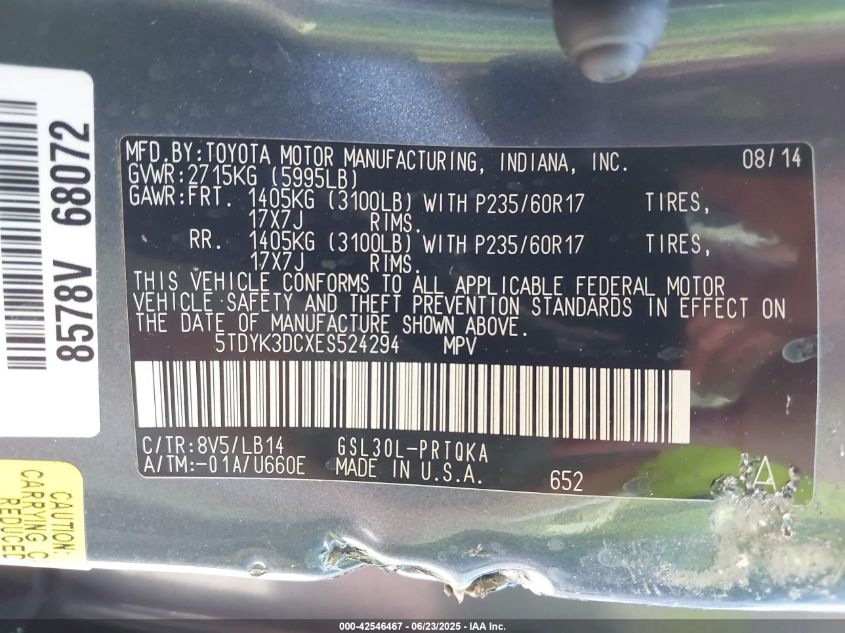 8578V 68072
MFD.BY:TOYOTA MOTOR MANUFACTURING, INDIANA, INC. 08/14
GVWR:2715KG (5995LB)
GAWR:FRT. 1405KG (3100LB) WITH P235/60R17 TIRES,
17X7J RIMS.
RR. 1405KG (3100LB) WITH P235/60R17 TIRES,
17X7J RIMS.
THIS VEHICLE CONFORMS TO ALL APPLICABLE FEDERAL MOTOR
VEHICLE SAFETY AND THEFT PREVENTION STANDARDS IN EFFECT ON
THE DATE OF MANUFACTURE SHOWN ABOVE.
5TDYK3DCXES524294 MPV
C/TR:8V5/LB14 GSL30L-PRTQKA
A/TM:-01A/U660E MADE IN U.S.A. 652 A
CAUTION
CARRYING C
REDUCED
000-42546467 - 06/23/2025 - IAA Inc.